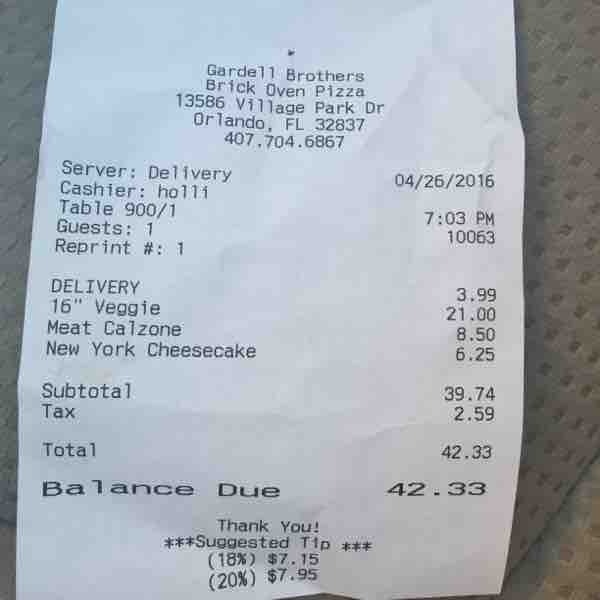 Gardell Brothers
Brick Oven Pizza
13586 Village Park Dr
Orlando, FL 32837
407.704.6867
Server: Delivery 04/26/2016
Cashier: holli
Table 900/1 7:03 PM
Guests: 1 10063
Reprint #: 1
DELIVERY 3.99
16" Veggie 21.00
Meat Calzone 8.50
New York Cheesecake 6.25
Subtotal 39.74
Tax 2.59
Total 42.33
Balance Due 42.33
Thank You!
***Suggested Tip ***
(18%) $7.15
(20%) $7.95